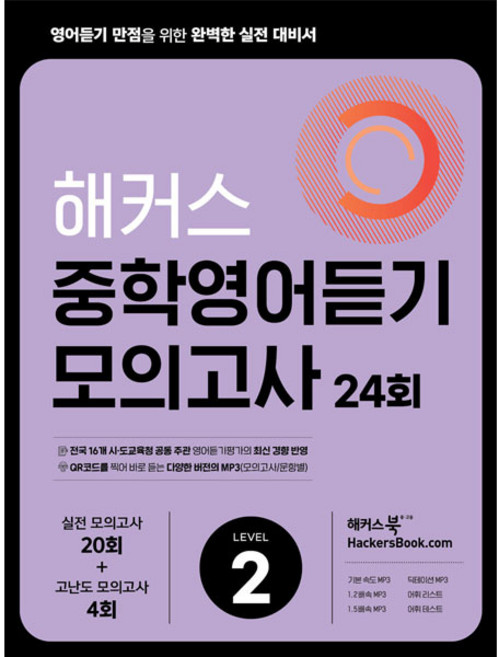 영어듣기 만점을 위한 완벽한 실전 대비서
해커스
중학영어듣기
모의고사 24회
전국 16개 시·도교육청 공동 주관 영어듣기평가의 최신 경향 반영
QR코드를 찍어 바로 듣는 다양한 버전의 MP3(모의고사/문항별)
실전 모의고사
20회
+
고난도 모의고사
4회
LEVEL
2
해커스북 중·고등
HackersBook.com
기본 속도 MP3 딕테이션 MP3
1.2배속 MP3 어휘 리스트
1.5배속 MP3 어휘 테스트